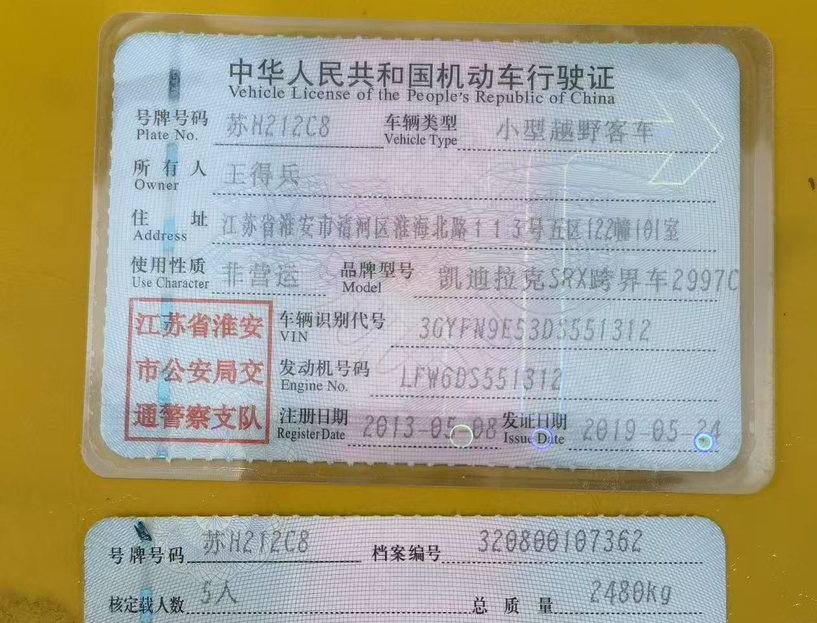 中华人民共和国机动车行驶证
Vehicle License of the People's Republic of China
号牌号码 苏H212C8 车辆类型 小型越野客车
Plate No. Vehicle Type
所有人 王得兵
Owner
住址 江苏省淮安市清河区淮海北路113号五区122幢101室
Address
使用性质 非营运 品牌型号 凯迪拉克SRX跨界车2997C
Use Character Model
江苏省淮安 车辆识别代号 3GYFN9E53DS551312
VIN
市公安局交 发动机号码 LFW6DS551312
Engine No.
通警察支队 注册日期 2013-05-08 发证日期 2019-05-24
Register Date Issue Date
号牌号码 苏H212C8 档案编号 320800107362
核定载人数 5人 总质量 2480kg